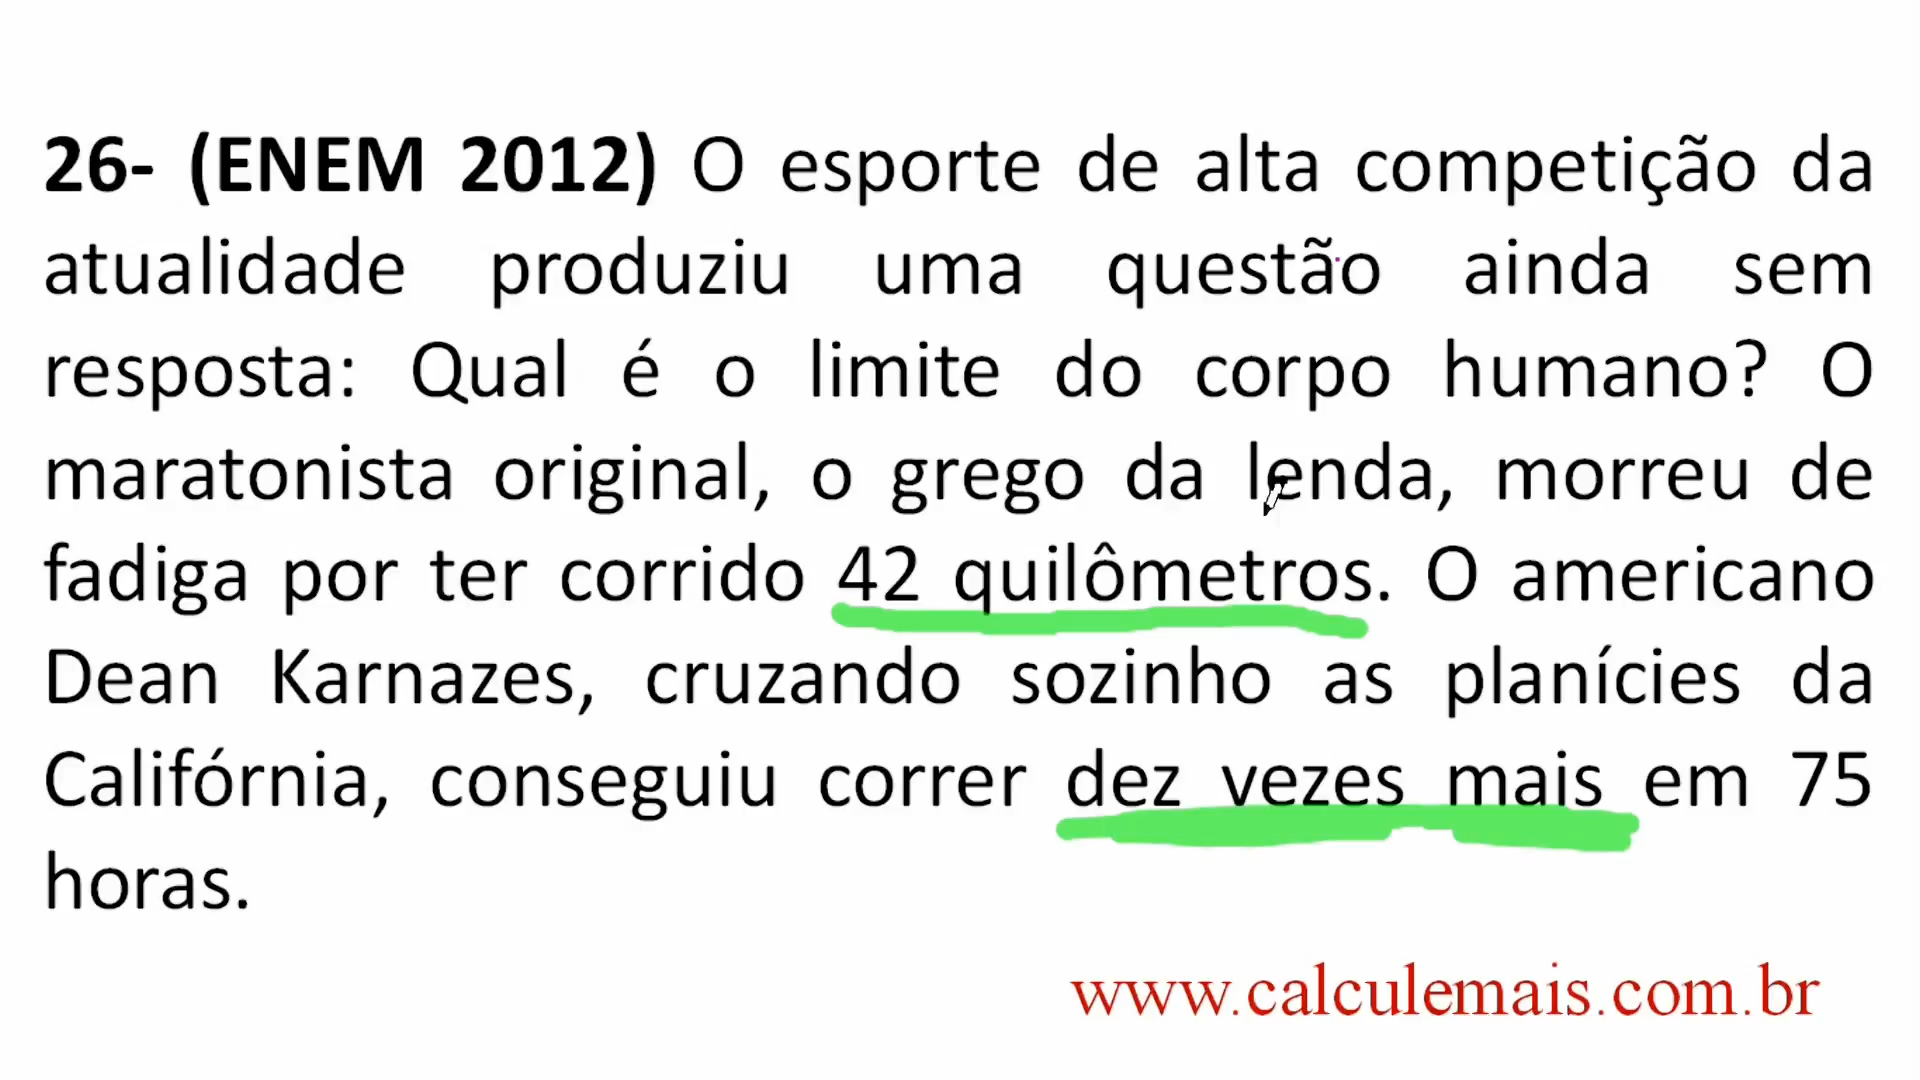 26- (ENEM 2012) O esporte de alta competição da
atualidade produziu uma questão ainda sem
resposta: Qual é o limite do corpo humano? O
maratonista original, o grego da lenda, morreu de
fadiga por ter corrido 42 quilômetros. O americano
Dean Karnazes, cruzando sozinho as planícies da
Califórnia, conseguiu correr dez vezes mais em 75
horas.
www.calculemais.com.br